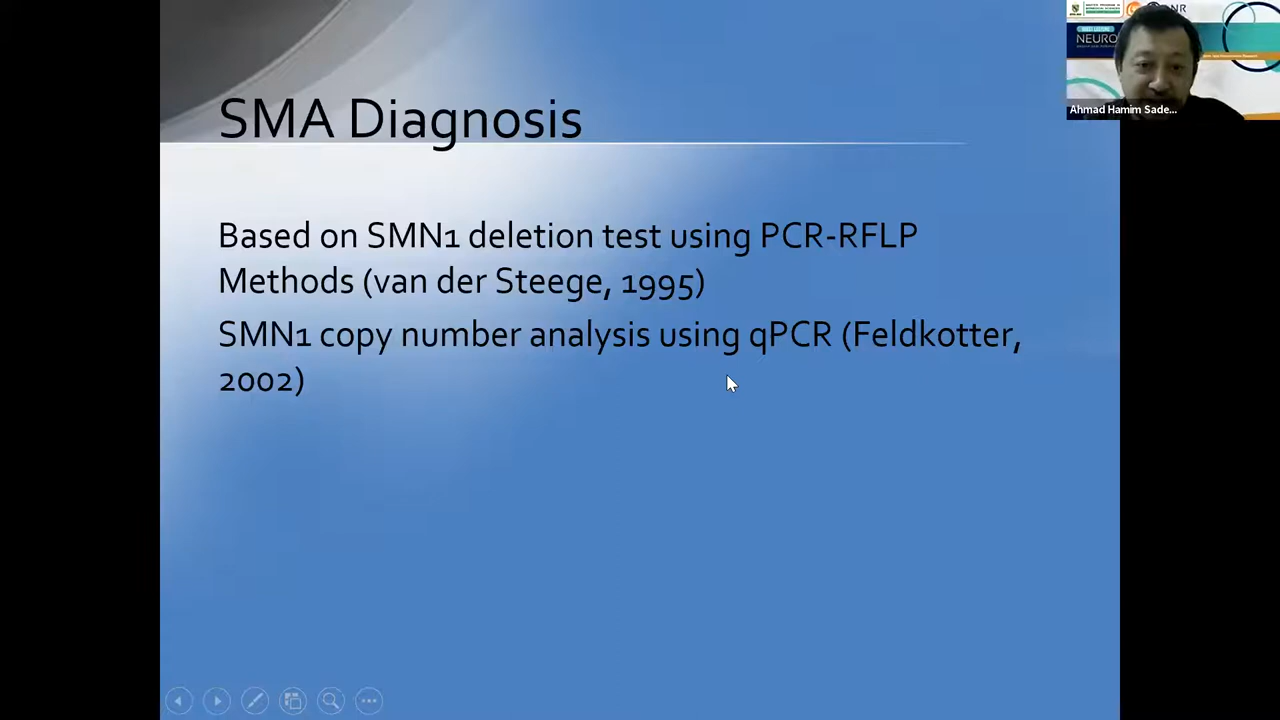 SMA Diagnosis
Based on SMN1 deletion test using PCR-RFLP
Methods (van der Steege, 1995)
SMN1 copy number analysis using qPCR (Feldkotter,
2002)
NEURO
Ahmad Hamim Sade...